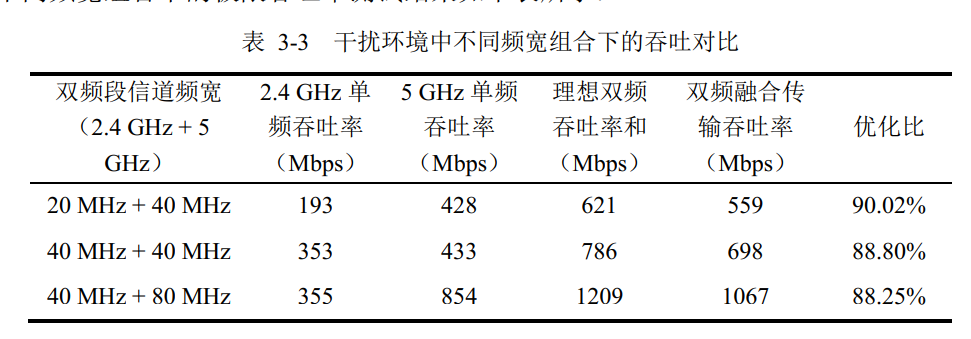 表 3-3 干扰环境中不同频宽组合下的吞吐对比
双频段信道频宽 2.4 GHz 单 5 GHz 单频 理想双频 双频融合传
（2.4 GHz + 5 频吞吐率 吞吐率 吞吐率和 输吞吐率 优化比
GHz） （Mbps） （Mbps） （Mbps） （Mbps）
20 MHz + 40 MHz 193 428 621 559 90.02%
40 MHz + 40 MHz 353 433 786 698 88.80%
40 MHz + 80 MHz 355 854 1209 1067 88.25%